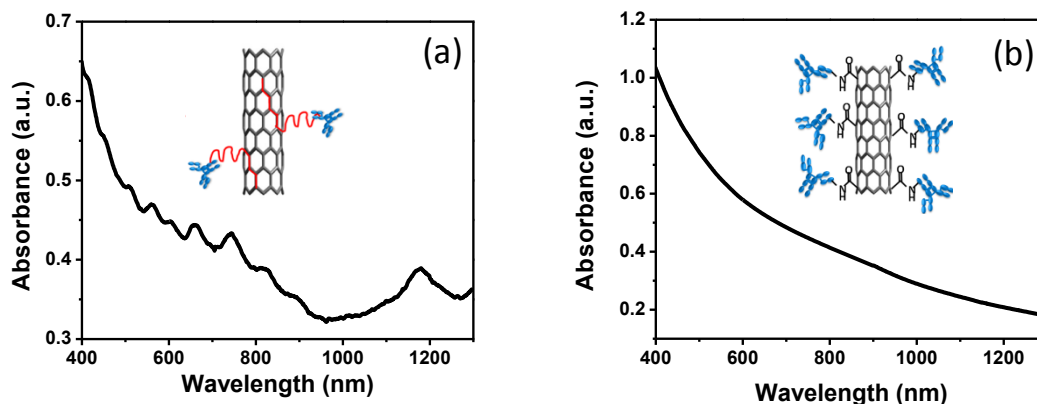 (a)
0.7
0.6
0.5
0.4
0.3
Absorbance (a.u.)
400 600 800 1000 1200
Wavelength (nm)
(b)
1.2
1.0
0.8
0.6
0.4
0.2
Absorbance (a.u.)
O O
N H N H
O O
N H N H
O O
N H N H
400 600 800 1000 1200
Wavelength (nm)